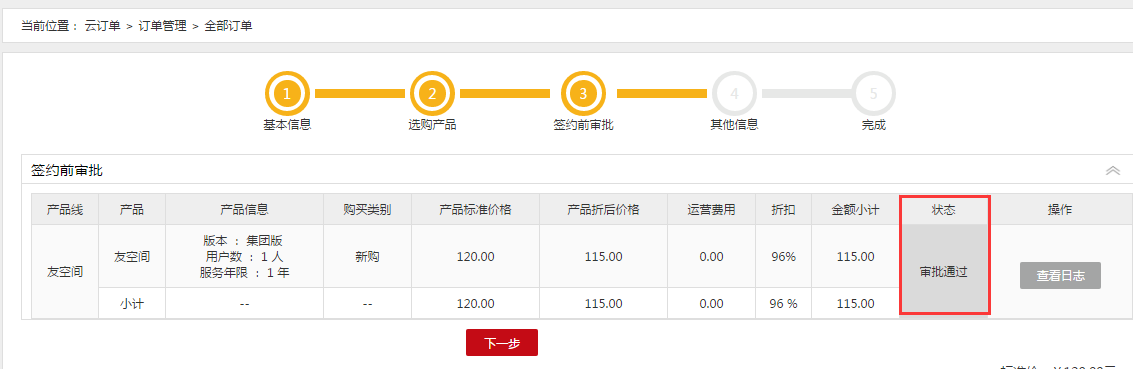 当前位置： 云订单 > 订单管理 > 全部订单
1 2 3 4 5
基本信息 选购产品 签约前审批 其他信息 完成
签约前审批
产品线 产品 产品信息 购买类别 产品标准价格 产品折后价格 运营费用 折扣 金额小计 状态 操作
友空间 友空间 版本 ： 集团版
用户数 ： 1 人
服务年限 ： 1 年
新购 120.00 115.00 0.00 96% 115.00 审批通过 查看日志
小计 -- -- 120.00 115.00 0.00 96 % 115.00
下一步